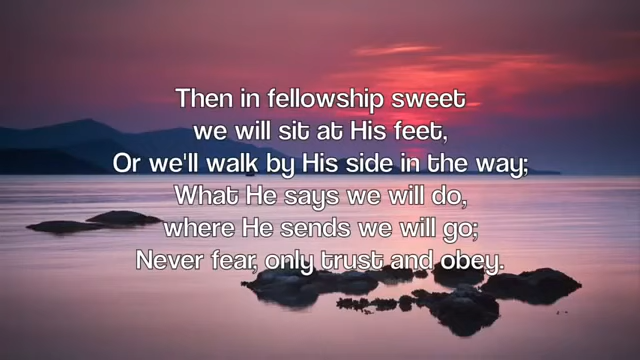 Then in fellowship sweet
we will sit at His feet,
Or we'll walk by His side in the way;
What He says we will do,
where He sends we will go;
Never fear, only trust and obey.